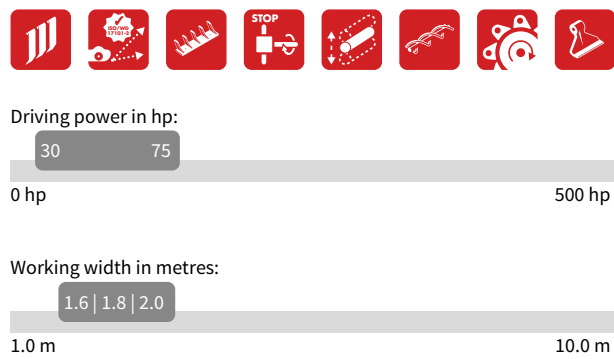 ISO/WD
17101-2
STOP
Driving power in hp:
30 75
0 hp 500 hp
Working width in metres:
1.6 | 1.8 | 2.0
1.0 m 10.0 m